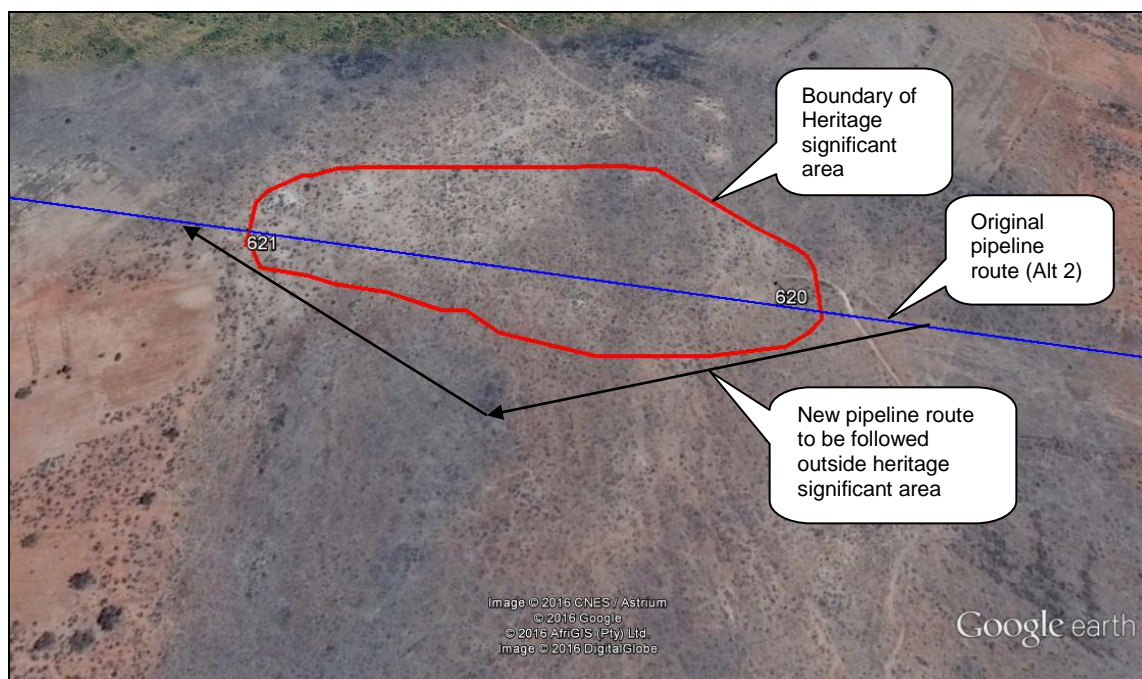 Boundary of
Heritage
significant
area
Original
pipeline
route (Alt 2)
621
620
New pipeline route
to be followed
outside heritage
significant area
Image © 2016 CNES / Astrium
© 2016 Google
© 2016 AfriGIS (Pty) Ltd.
Image © 2016 DigitalGlobe
Google earth